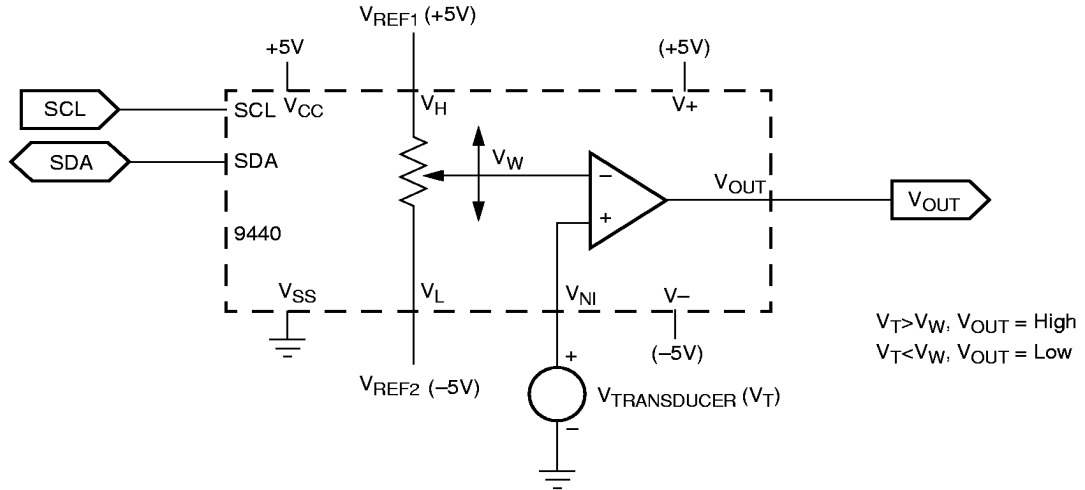 VREF1 (+5V)
+5V
(+5V)
SCL
SCL
VCC
VH
V+
SDA
SDA
VW
–
VOUT
VOUT
+
9440
VSS
VL
VNI
V–
VT>VW, VOUT = High
VT<VW, VOUT = Low
(–5V)
VREF2 (–5V)
+
VTRANSDUCER (VT)
–